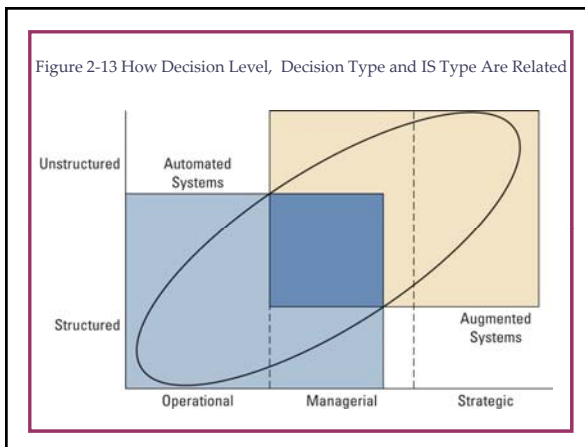 Figure 2-13 How Decision Level, Decision Type and IS Type Are Related
Unstructured
Automated
Systems
Structured
Augmented
Systems
Operational
Managerial
Strategic